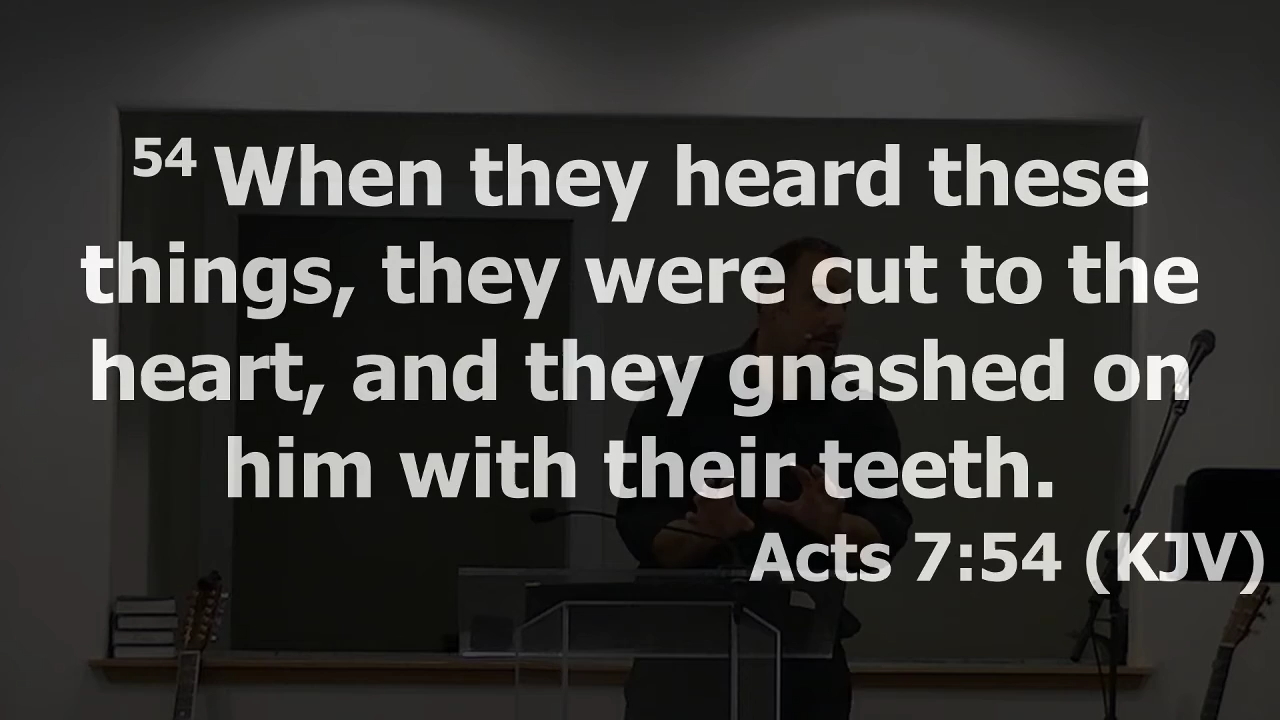 54 When they heard these
things, they were cut to the
heart, and they gnashed on
him with their teeth.
Acts 7:54 (KJV)